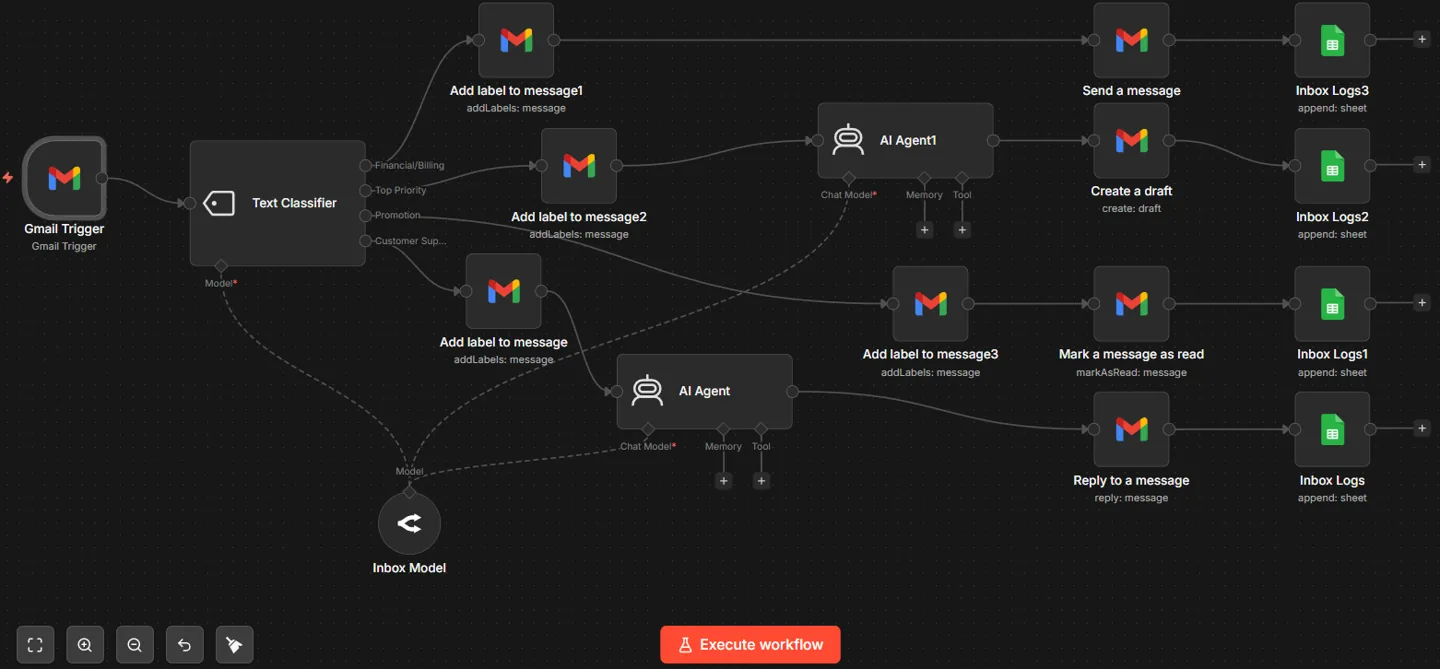 Add label to message1
addLabels: message
Send a message
Inbox Logs3
append: sheet
Gmail Trigger
Gmail Trigger
Text Classifier
Financial/Billing
Top Priority
Promotion
Customer Sup...
Model*
Add label to message2
addLabels: message
AI Agent1
Chat Model*
Memory
Tool
+
+
Create a draft
create: draft
Inbox Logs2
append: sheet
Add label to message
addLabels: message
Add label to message3
addLabels: message
Mark a message as read
markAsRead: message
Inbox Logs1
append: sheet
AI Agent
Chat Model*
Memory
Tool
+
+
Reply to a message
reply: message
Inbox Logs
append: sheet
+
+
+
+
Model
Inbox Model
Execute workflow